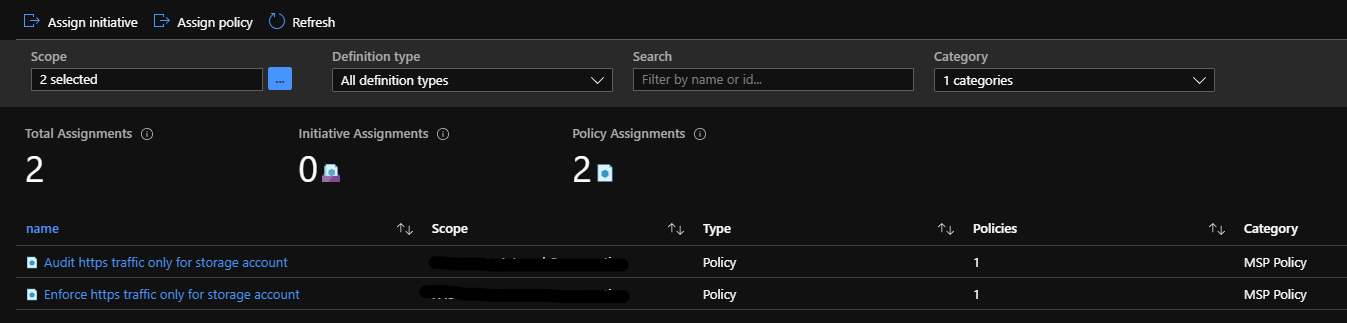 Assign initiative Assign policy Refresh
Scope Definition type Search Category
2 selected ... All definition types Filter by name or id... 1 categories
Total Assignments Initiative Assignments Policy Assignments
2 0 2
name Scope Type Policies Category
Audit https traffic only for storage account Policy 1 MSP Policy
Enforce https traffic only for storage account Policy 1 MSP Policy